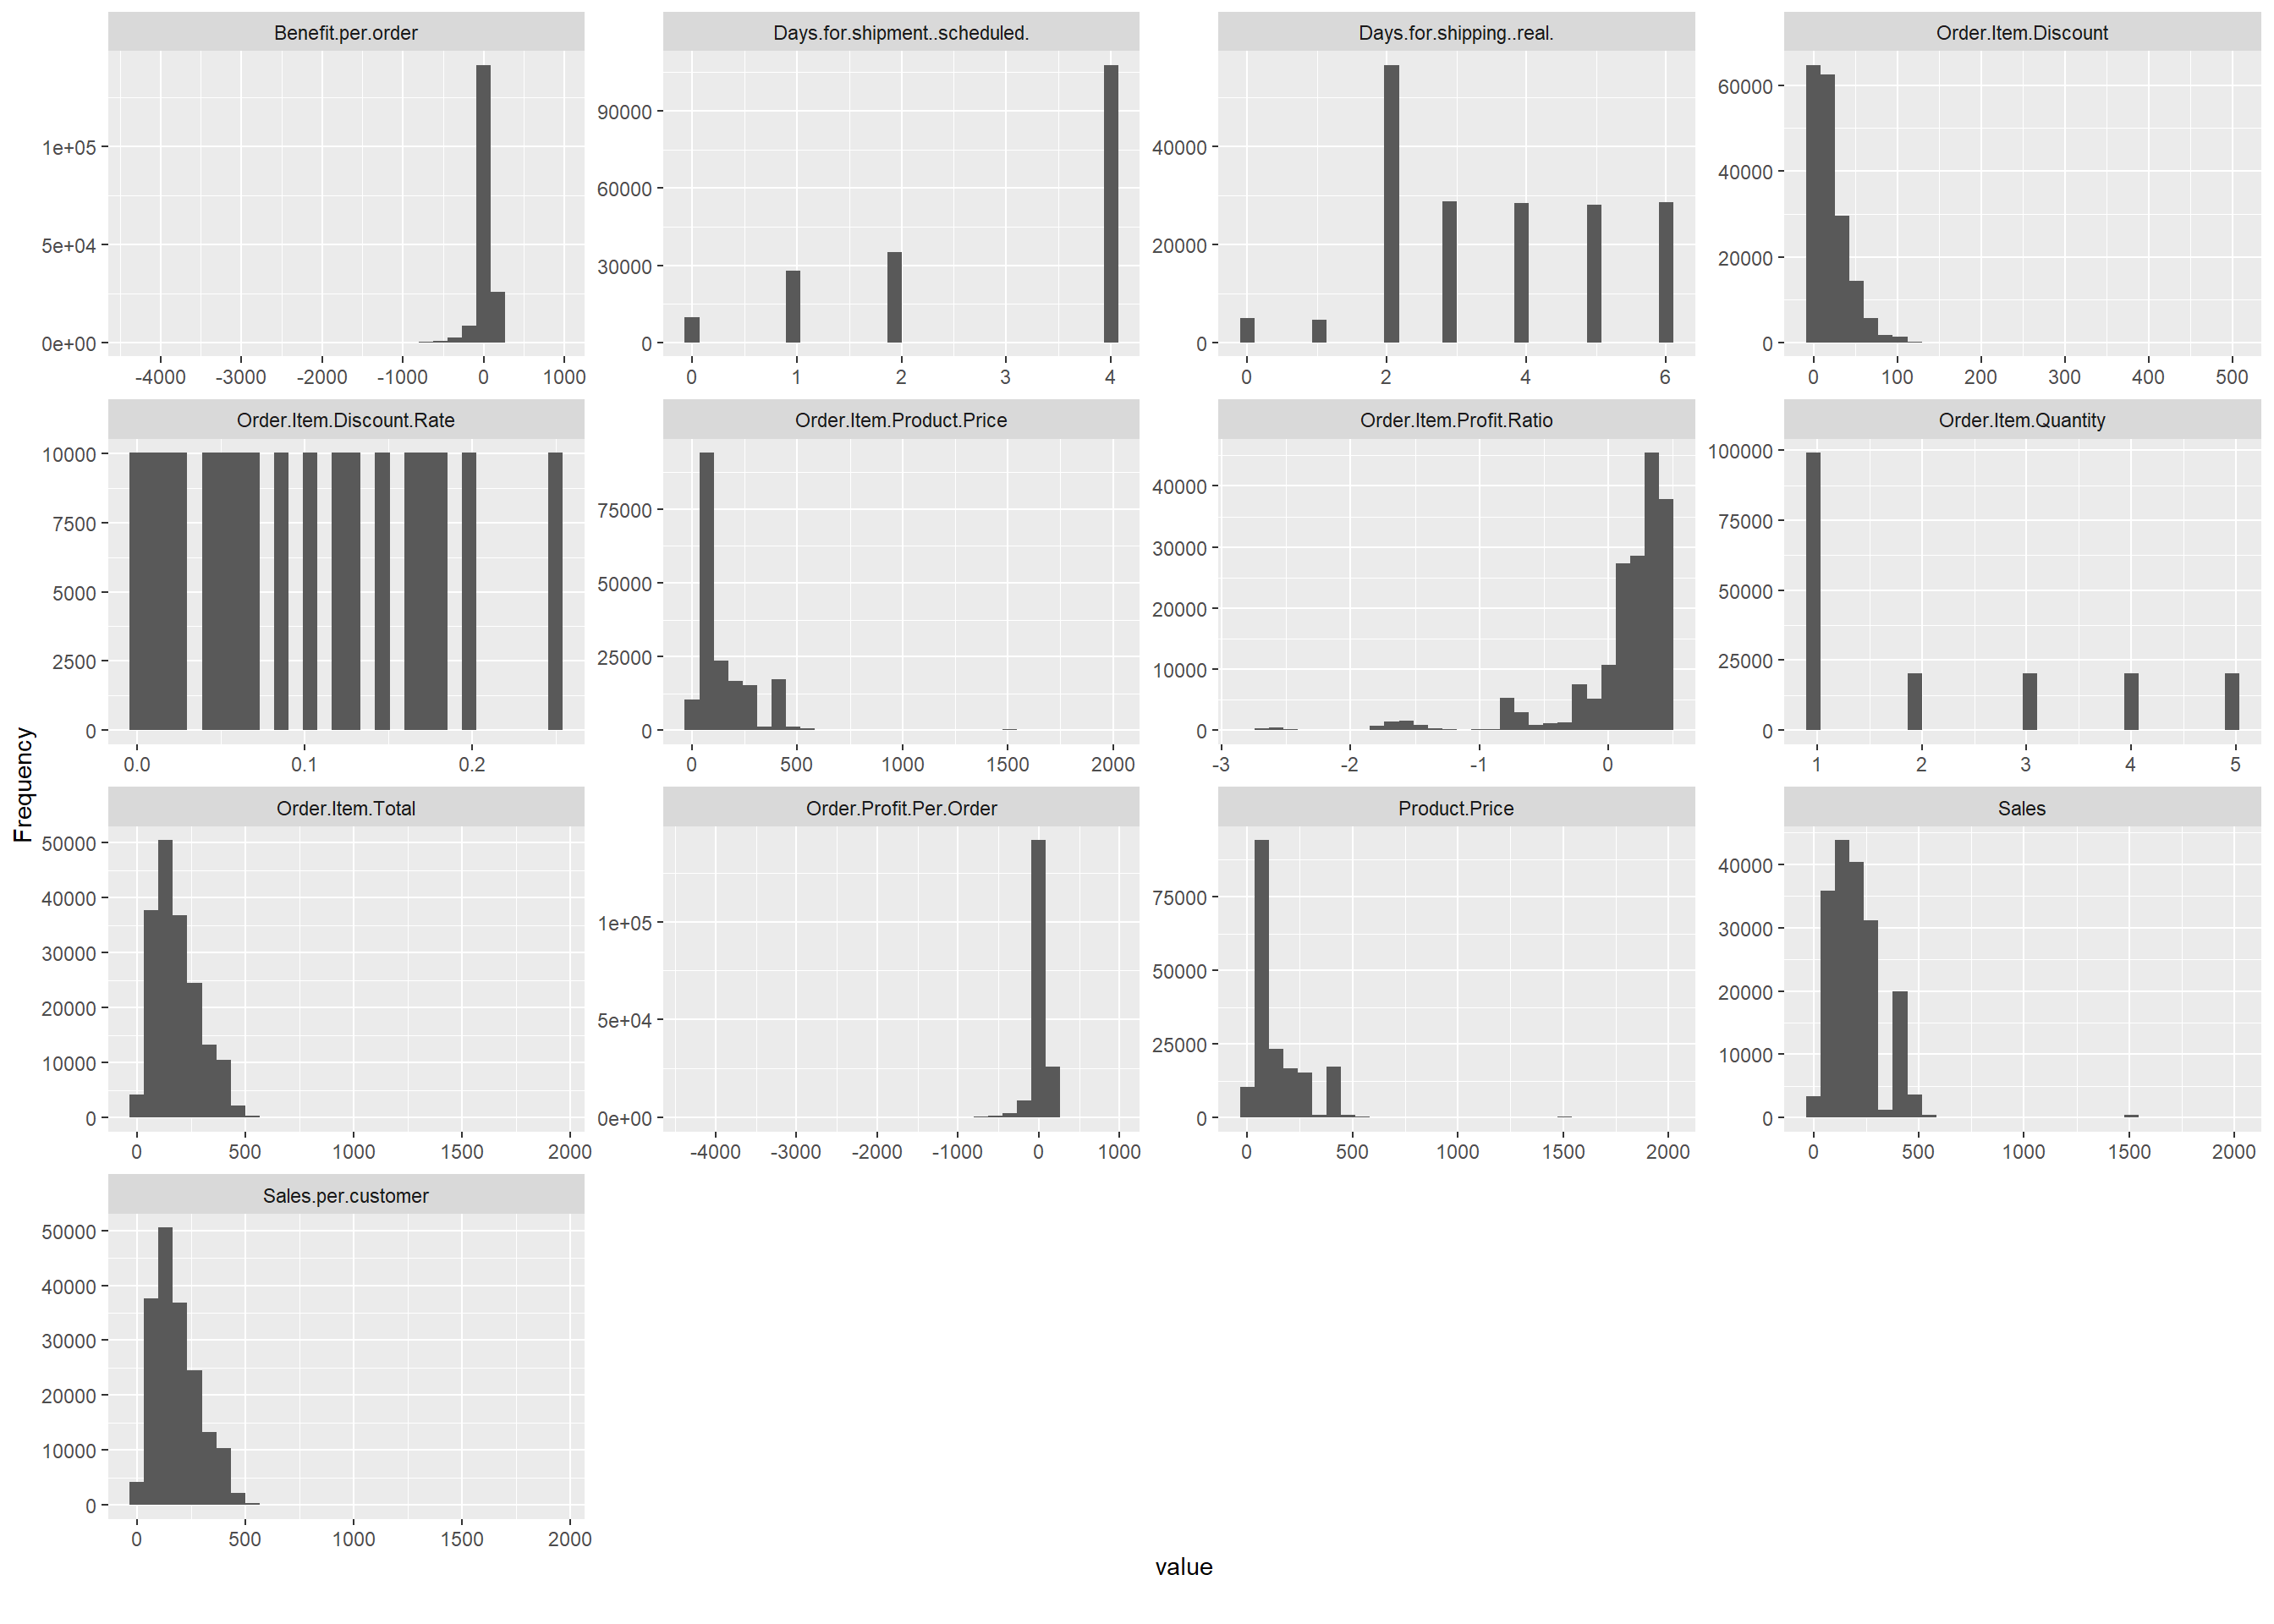 Benefit.per.order
Days.for.shipment..scheduled.
Days.for.shipping..real.
Order.Item.Discount
1e+05
5e+04
0e+00
-4000 -3000 -2000 -1000 0 1000
90000
60000
30000
0
0 1 2 3 4
40000
20000
0
0 2 4 6
60000
40000
20000
0
0 100 200 300 400 500
Order.Item.Discount.Rate
Order.Item.Product.Price
Order.Item.Profit.Ratio
Order.Item.Quantity
10000
7500
5000
2500
0
0.0 0.1 0.2
75000
50000
25000
0
0 500 1000 1500 2000
40000
30000
20000
10000
0
-3 -2 -1 0
100000
75000
50000
25000
0
1 2 3 4 5
Frequency
Order.Item.Total
Order.Profit.Per.Order
Product.Price
Sales
50000
40000
30000
20000
10000
0
0 500 1000 1500 2000
1e+05
5e+04
0e+00
-4000 -3000 -2000 -1000 0 1000
75000
50000
25000
0
0 500 1000 1500 2000
40000
30000
20000
10000
0
0 500 1000 1500 2000
Sales.per.customer
50000
40000
30000
20000
10000
0
0 500 1000 1500 2000
value